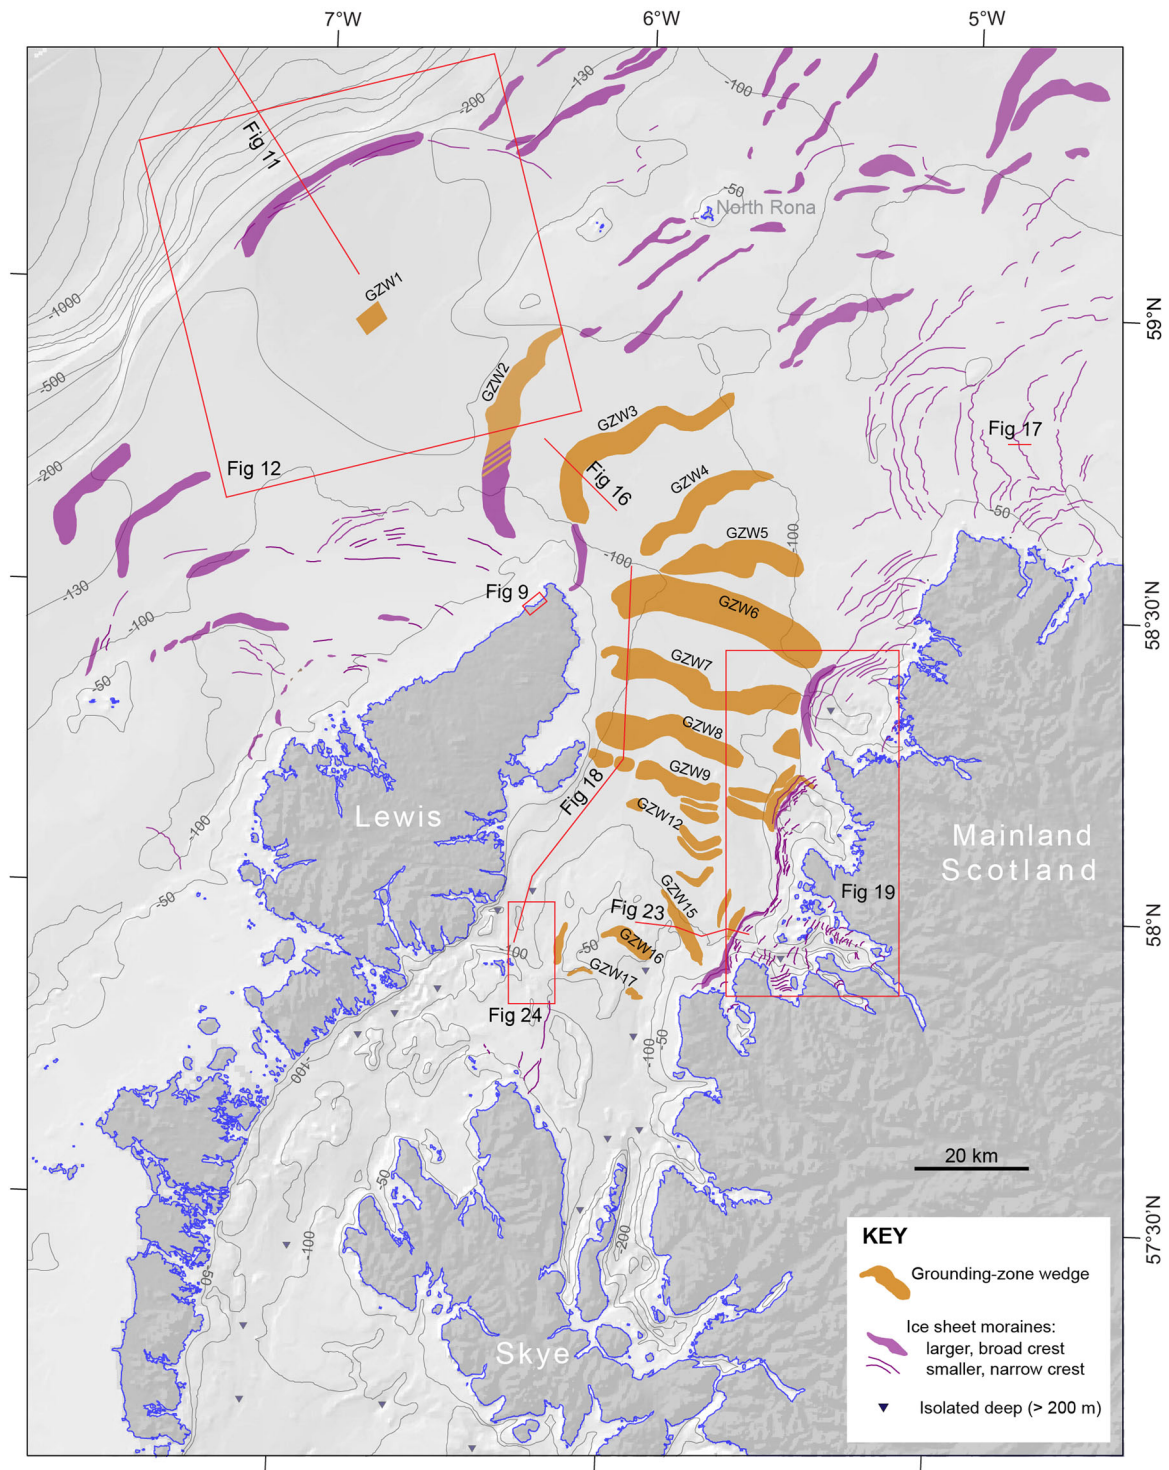 7°W
6°W
5°W
-130
-200
-100
Fig 11
-50
North Rona
GZW1
-1000
59°N
-500
GZW2
GZW3
Fig 17
-200
Fig 12
Fig 16
GZW4
50
GZW5
-100
-100
-130
Fig 9
GZW6
58°30'N
-100
GZW7
-50
GZW8
GZW9
Fig 18
Lewis
GZW12
-100
Mainland
Scotland
Fig 19
-50
GZW15
Fig 23
58°N
-100
-50
GZW16
GZW17
Fig 24
-100
-50
-100
20 km
-50
57°30'N
-100
-200
50
KEY
Grounding-zone wedge
Ice sheet moraines:
larger, broad crest
smaller, narrow crest
Skye
Isolated deep (> 200 m)